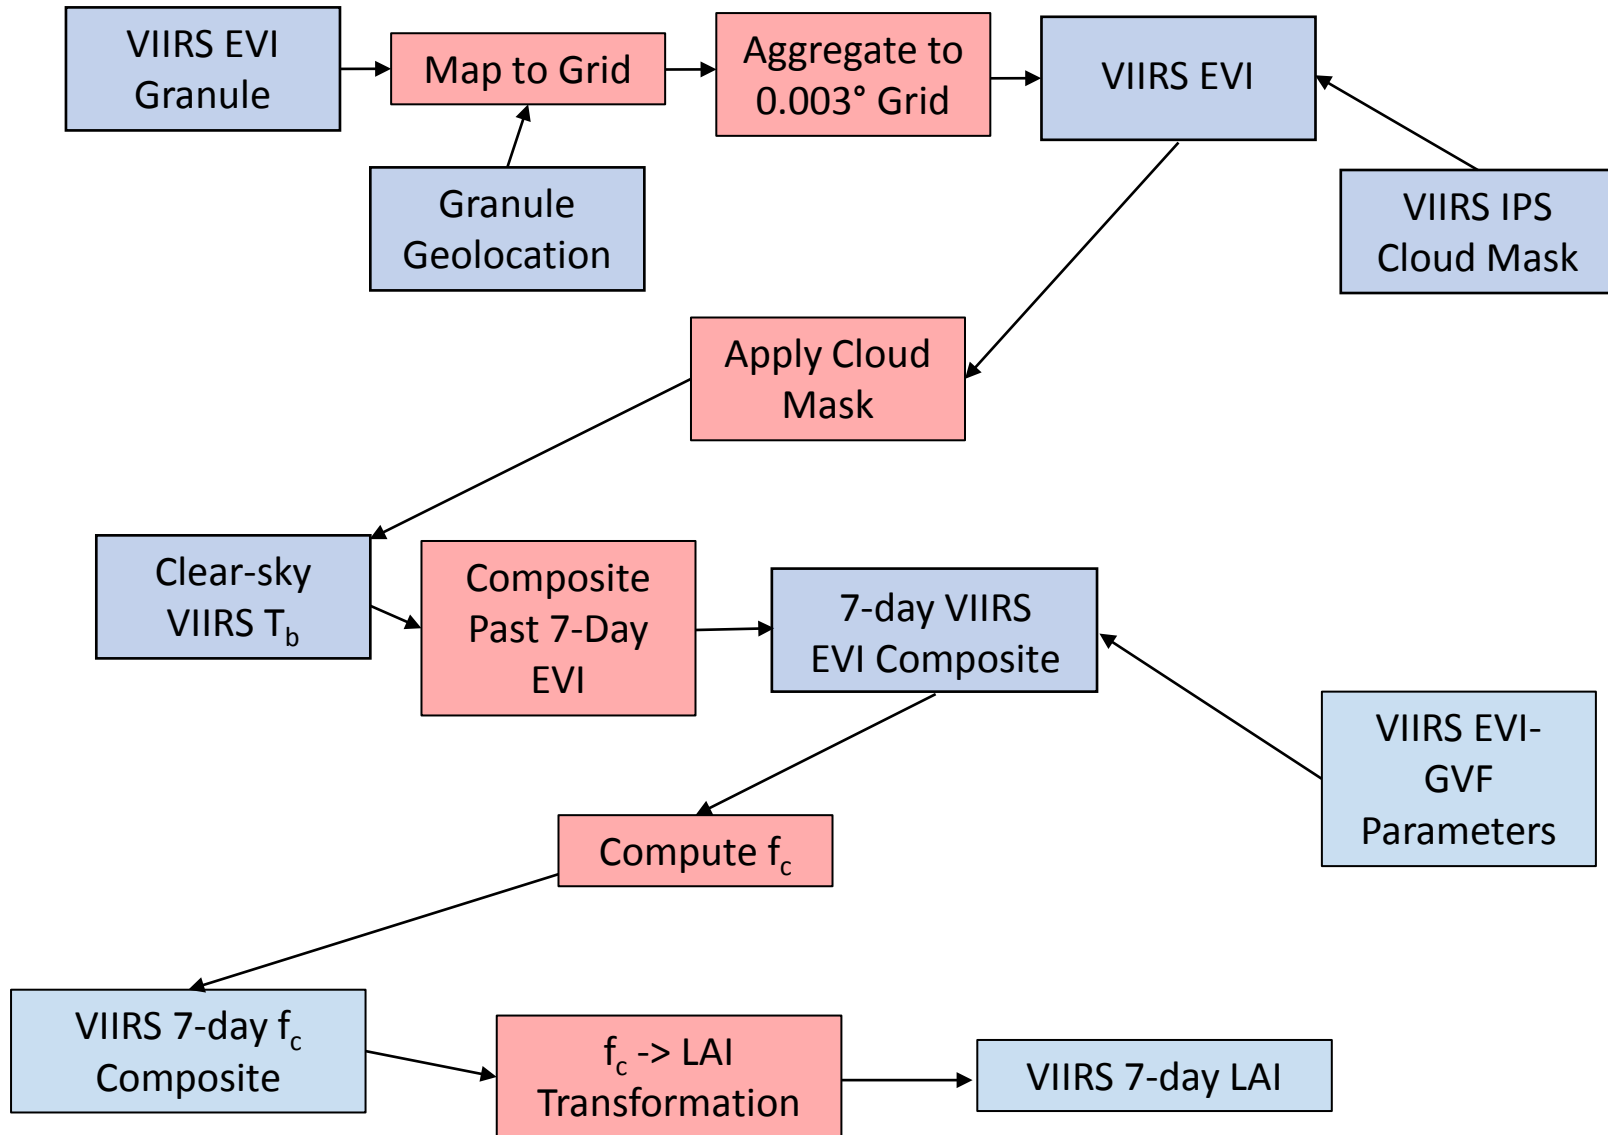 VIIRS EVI
Granule
Map to Grid
Aggregate to
0.003° Grid
VIIRS EVI
Granule
Geolocation
VIIRS IPS
Cloud Mask
Apply Cloud
Mask
Clear-sky
VIIRS Tb
Composite
Past 7-Day
EVI
7-day VIIRS
EVI Composite
VIIRS EVI-
GVF
Parameters
Compute fc
VIIRS 7-day fc
Composite
fc -> LAI
Transformation
VIIRS 7-day LAI